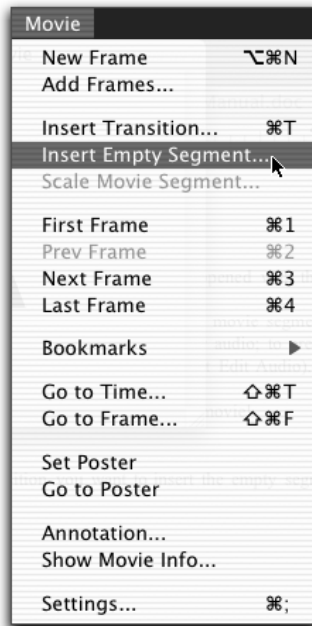 Movie
New Frame ⌥⌘N
Add Frames...
Insert Transition... ⌘T
Insert Empty Segment...
Scale Movie Segment...
First Frame ⌘1
Prev Frame ⌘2
Next Frame ⌘3
Last Frame ⌘4
Bookmarks ▶
Go to Time... ⇧⌘T
Go to Frame... ⇧⌘F
Set Poster
Go to Poster
Annotation...
Show Movie Info...
Settings... ⌘;